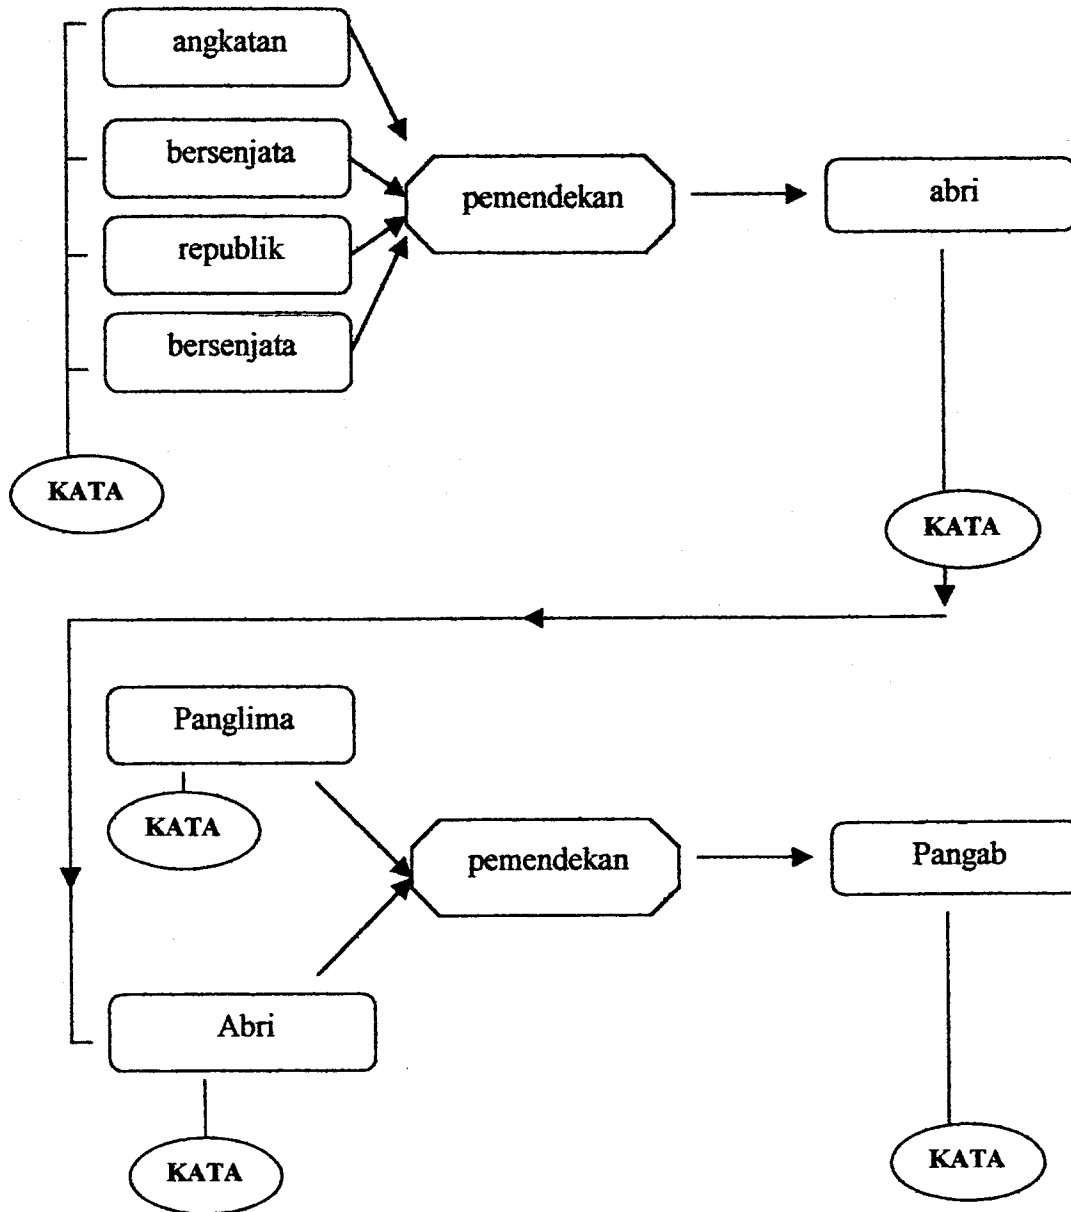 angkatan
bersenjata
republik
bersenjata
pemendekan
abri
KATA
KATA
Panglima
KATA
Abri
KATA
pemendekan
Pangab
KATA